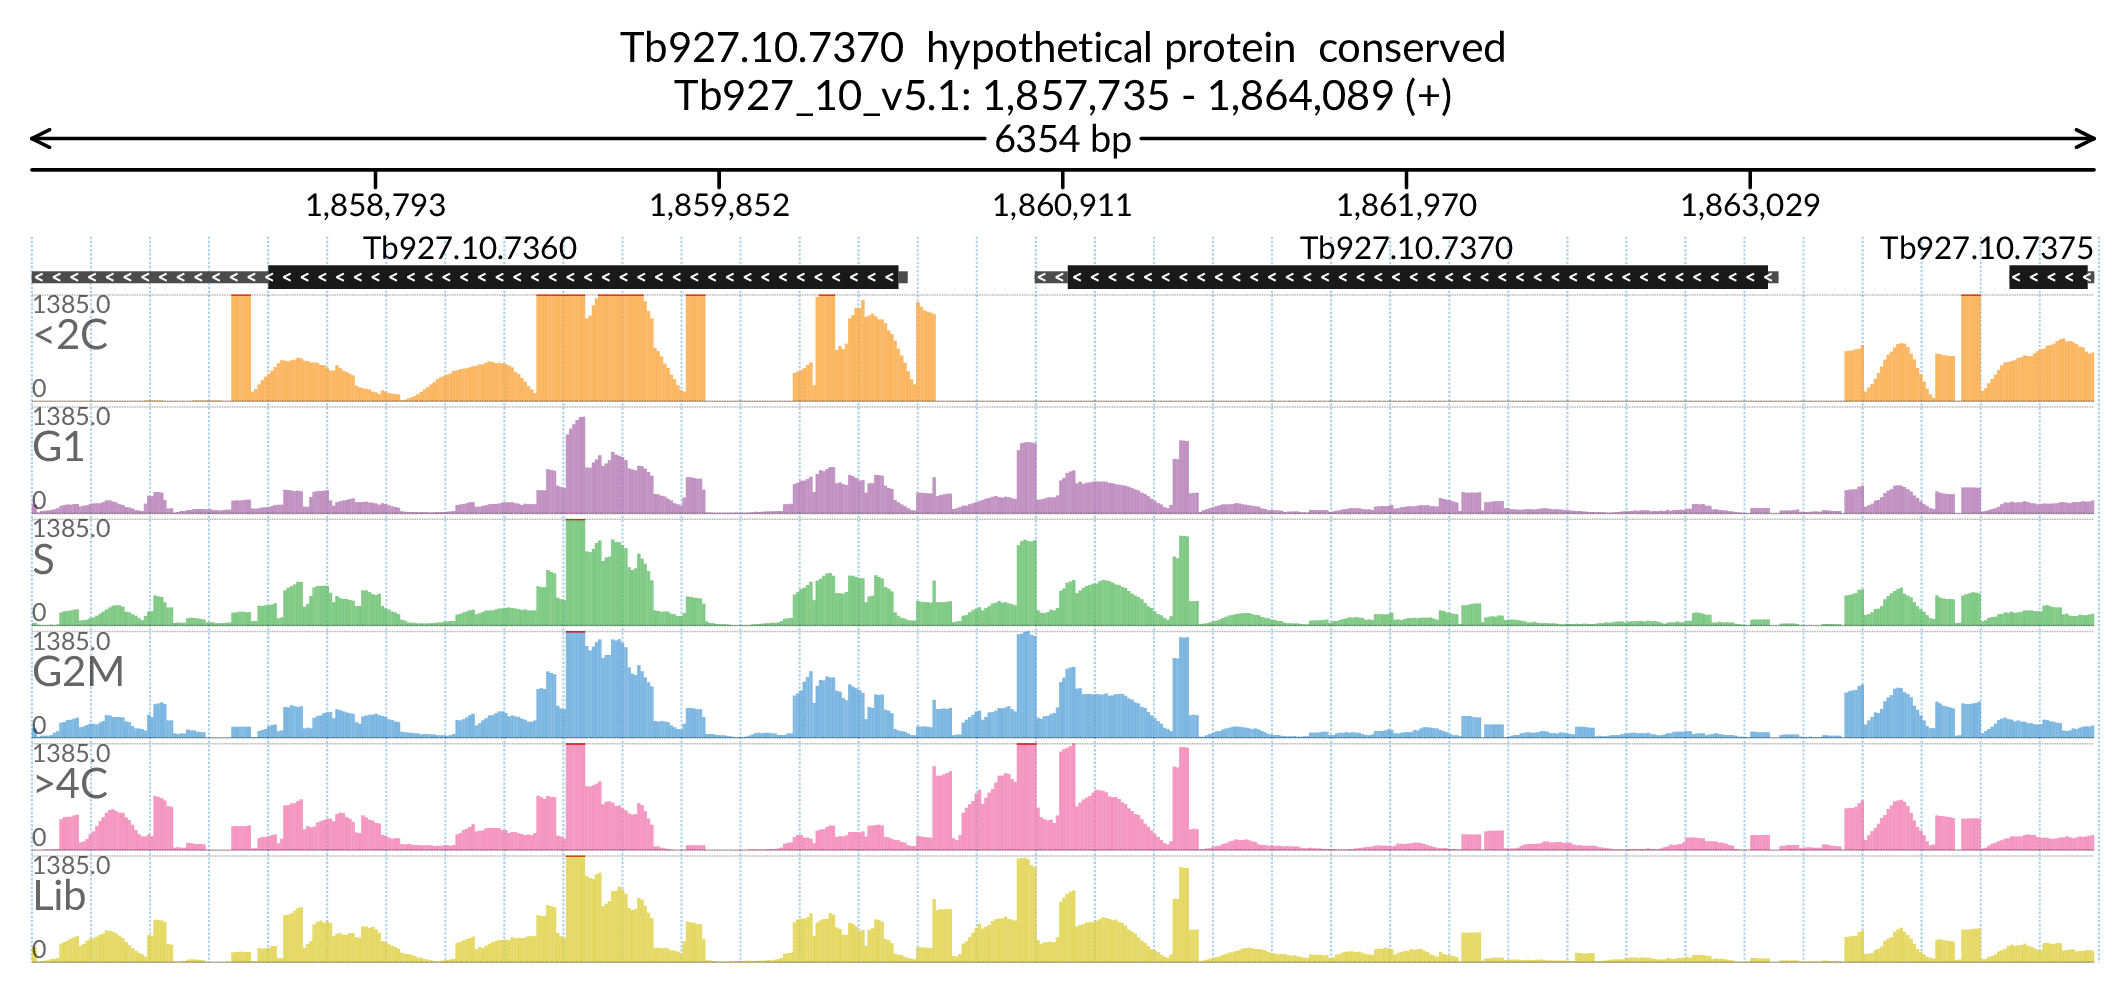 Tb927.10.7370  hypothetical protein  conserved
Tb927_10_v5.1: 1,857,735 - 1,864,089 (+)
6354 bp
1,858,793 1,859,852 1,860,911 1,861,970 1,863,029
Tb927.10.7360 Tb927.10.7370 Tb927.10.7375
1385.0
<2C
0
1385.0
G1
0
1385.0
S
0
1385.0
G2M
0
1385.0
>4C
0
1385.0
Lib
0